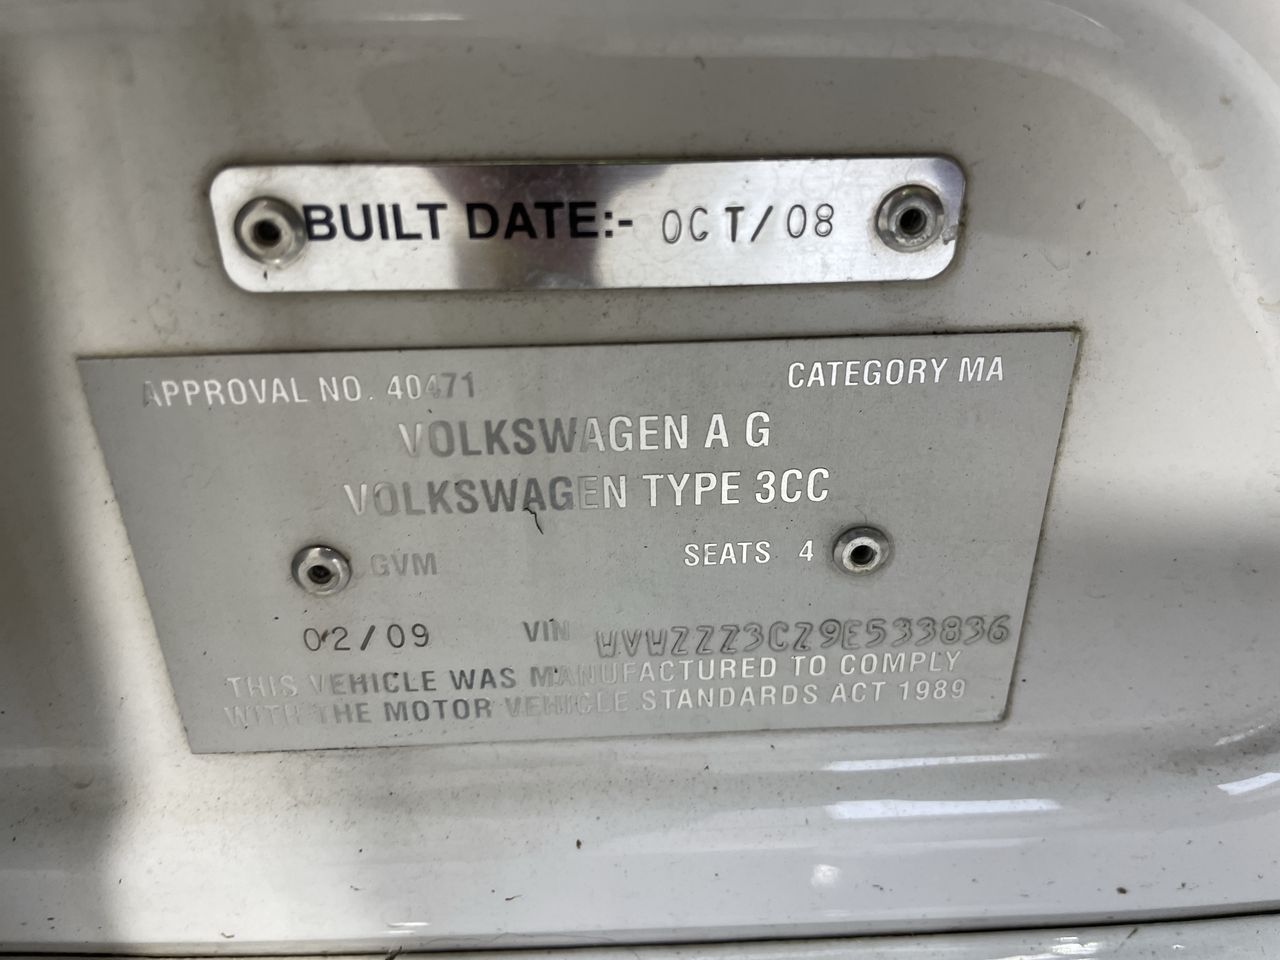 BUILT DATE:- OCT/08
APPROVAL NO. 40471 CATEGORY MA
VOLKSWAGEN A G
VOLKSWAGEN TYPE 3CC
GVM SEATS 4
02/09 VIN WVWZZZ3CZ9E533836
THIS VEHICLE WAS MANUFACTURED TO COMPLY
WITH THE MOTOR VEHICLE STANDARDS ACT 1989